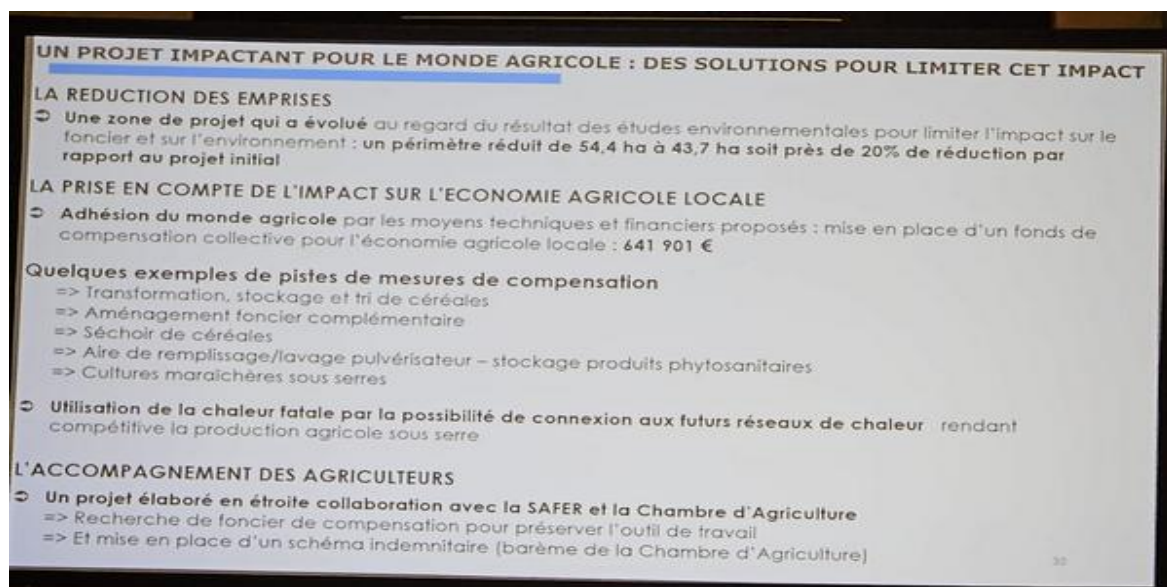 UN PROJET IMPACTANT POUR LE MONDE AGRICOLE : DES SOLUTIONS POUR LIMITER CET IMPACT
LA REDUCTION DES EMPRISES
➲ Une zone de projet qui a évolué au regard du résultat des études environnementales pour limiter l'impact sur le
foncier et sur l'environnement : un périmètre réduit de 54,4 ha à 43,7 ha soit près de 20% de réduction par
rapport au projet initial
LA PRISE EN COMPTE DE L'IMPACT SUR L'ECONOMIE AGRICOLE LOCALE
➲ Adhésion du monde agricole par les moyens techniques et financiers proposés : mise en place d'un fonds de
compensation collective pour l'économie agricole locale : 641 901 €
Quelques exemples de pistes de mesures de compensation
=> Transformation, stockage et tri de céréales
=> Aménagement foncier complémentaire
=> Séchoir de céréales
=> Aire de remplissage/lavage pulvérisateur – stockage produits phytosanitaires
=> Cultures maraîchères sous serres
➲ Utilisation de la chaleur fatale par la possibilité de connexion aux futurs réseaux de chaleur rendant
compétitive la production agricole sous serre
L'ACCOMPAGNEMENT DES AGRICULTEURS
➲ Un projet élaboré en étroite collaboration avec la SAFER et la Chambre d'Agriculture
=> Recherche de foncier de compensation pour préserver l'outil de travail
=> Et mise en place d'un schéma indemnitaire (barème de la Chambre d'Agriculture)